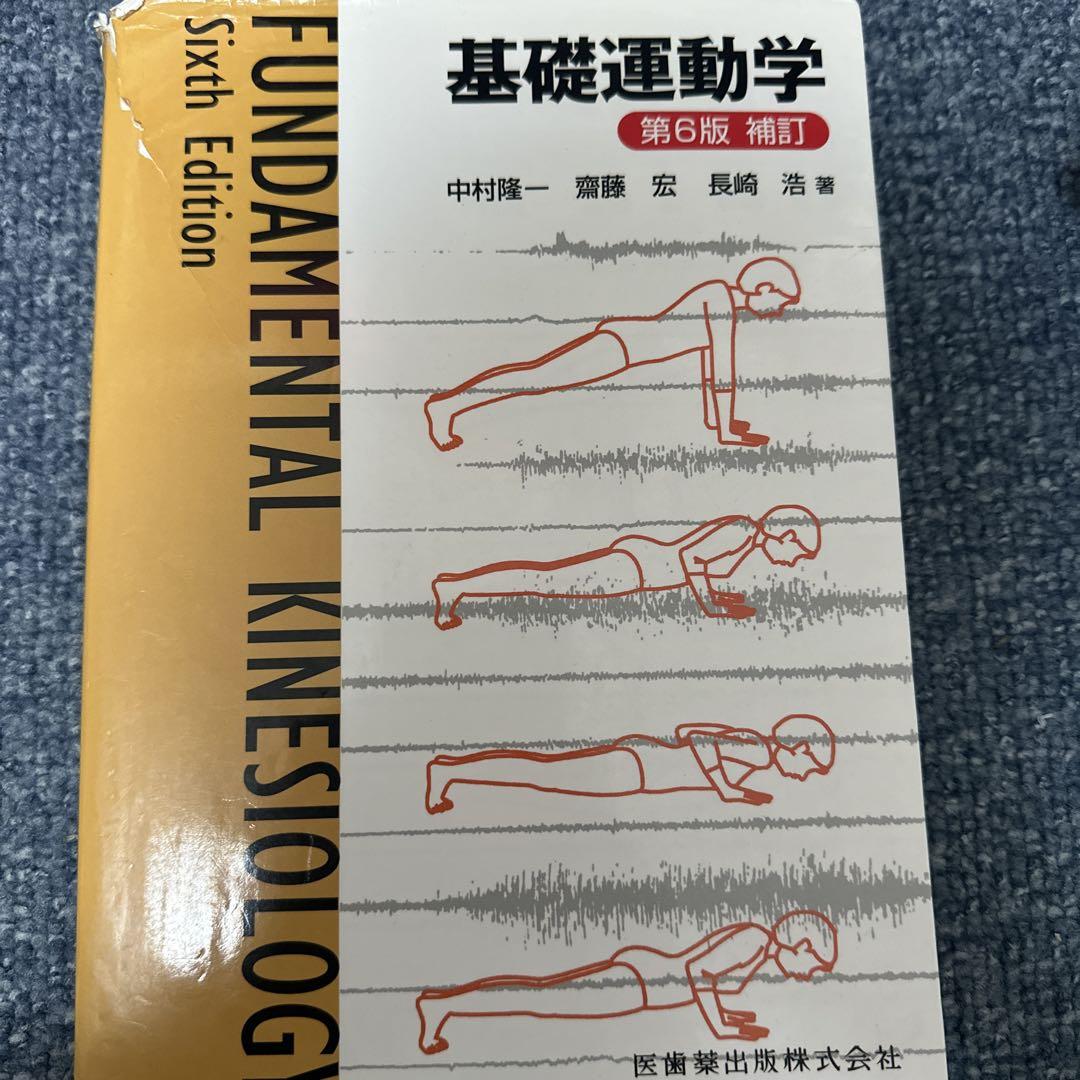 基礎運動学
第6版 補訂
中村隆一 齋藤 宏 長崎 浩 著
FUNDAMENTAL KINESIOLOGY
Sixth Edition
医歯薬出版株式会社